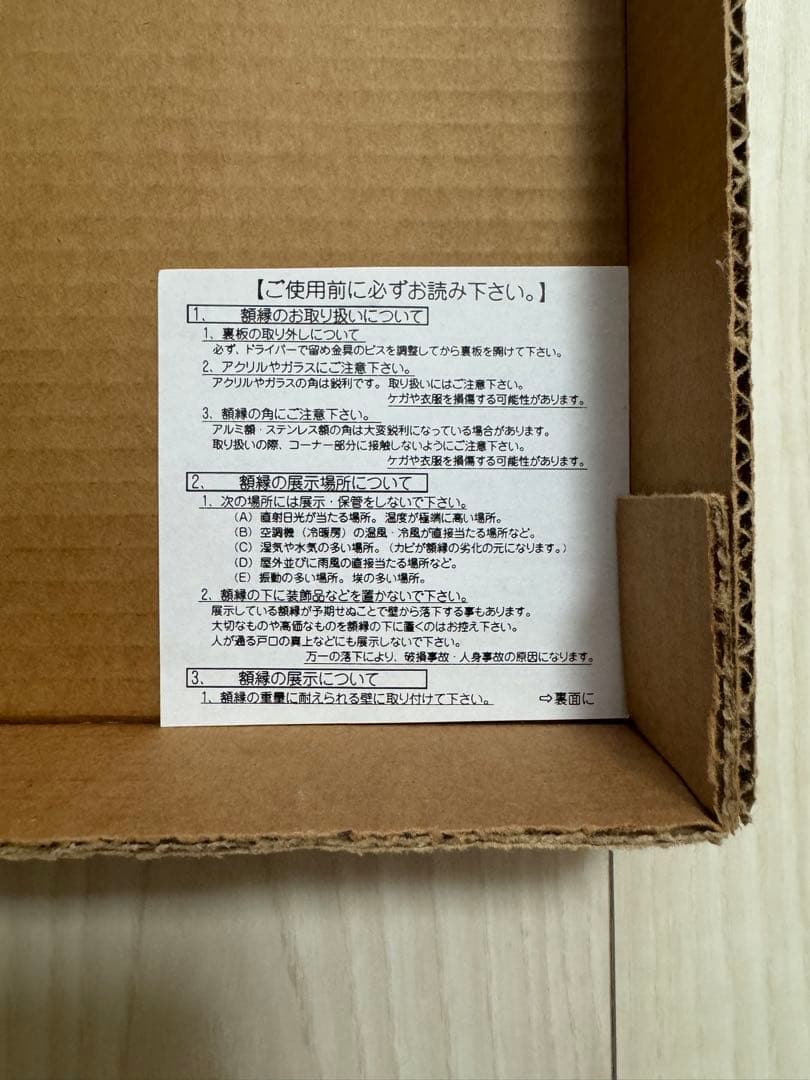 【ご使用前に必ずお読み下さい。】
1、 額縁のお取り扱いについて
1、裏板の取り外しについて
必ず、ドライバーで留め金具のビスを調整してから裏板を開けて下さい。
2、アクリルやガラスにご注意下さい。
アクリルやガラスの角は鋭利です。取り扱いにはご注意下さい。
ケガや衣服を損傷する可能性があります。
3、額縁の角にご注意下さい。
アルミ額・ステンレス額の角は大変鋭利になっている場合があります。
取り扱いの際、コーナー部分に接触しないようにご注意下さい。
ケガや衣服を損傷する可能性があります。
2、 額縁の展示場所について
1、次の場所には展示・保管をしないで下さい。
(A) 直射日光が当たる場所。温度が極端に高い場所。
(B) 空調機（冷暖房）の温風・冷風が直接当たる場所など。
(C) 湿気や水気の多い場所。（カビが額縁の劣化の元になります。）
(D) 屋外並びに雨風の直接当たる場所など。
(E) 振動の多い場所。埃の多い場所。
2、額縁の下に装飾品などを置かないで下さい。
展示している額縁が予期せぬことで壁から落下する事もあります。
大切なものや高価なものを額縁の下に置くのはお控え下さい。
人が通る戸口の真上などにも展示しないで下さい。
万一の落下により、破損事故・人身事故の原因になります。
3、 額縁の展示について
1、額縁の重量に耐えられる壁に取り付けて下さい。 ⇨裏面に